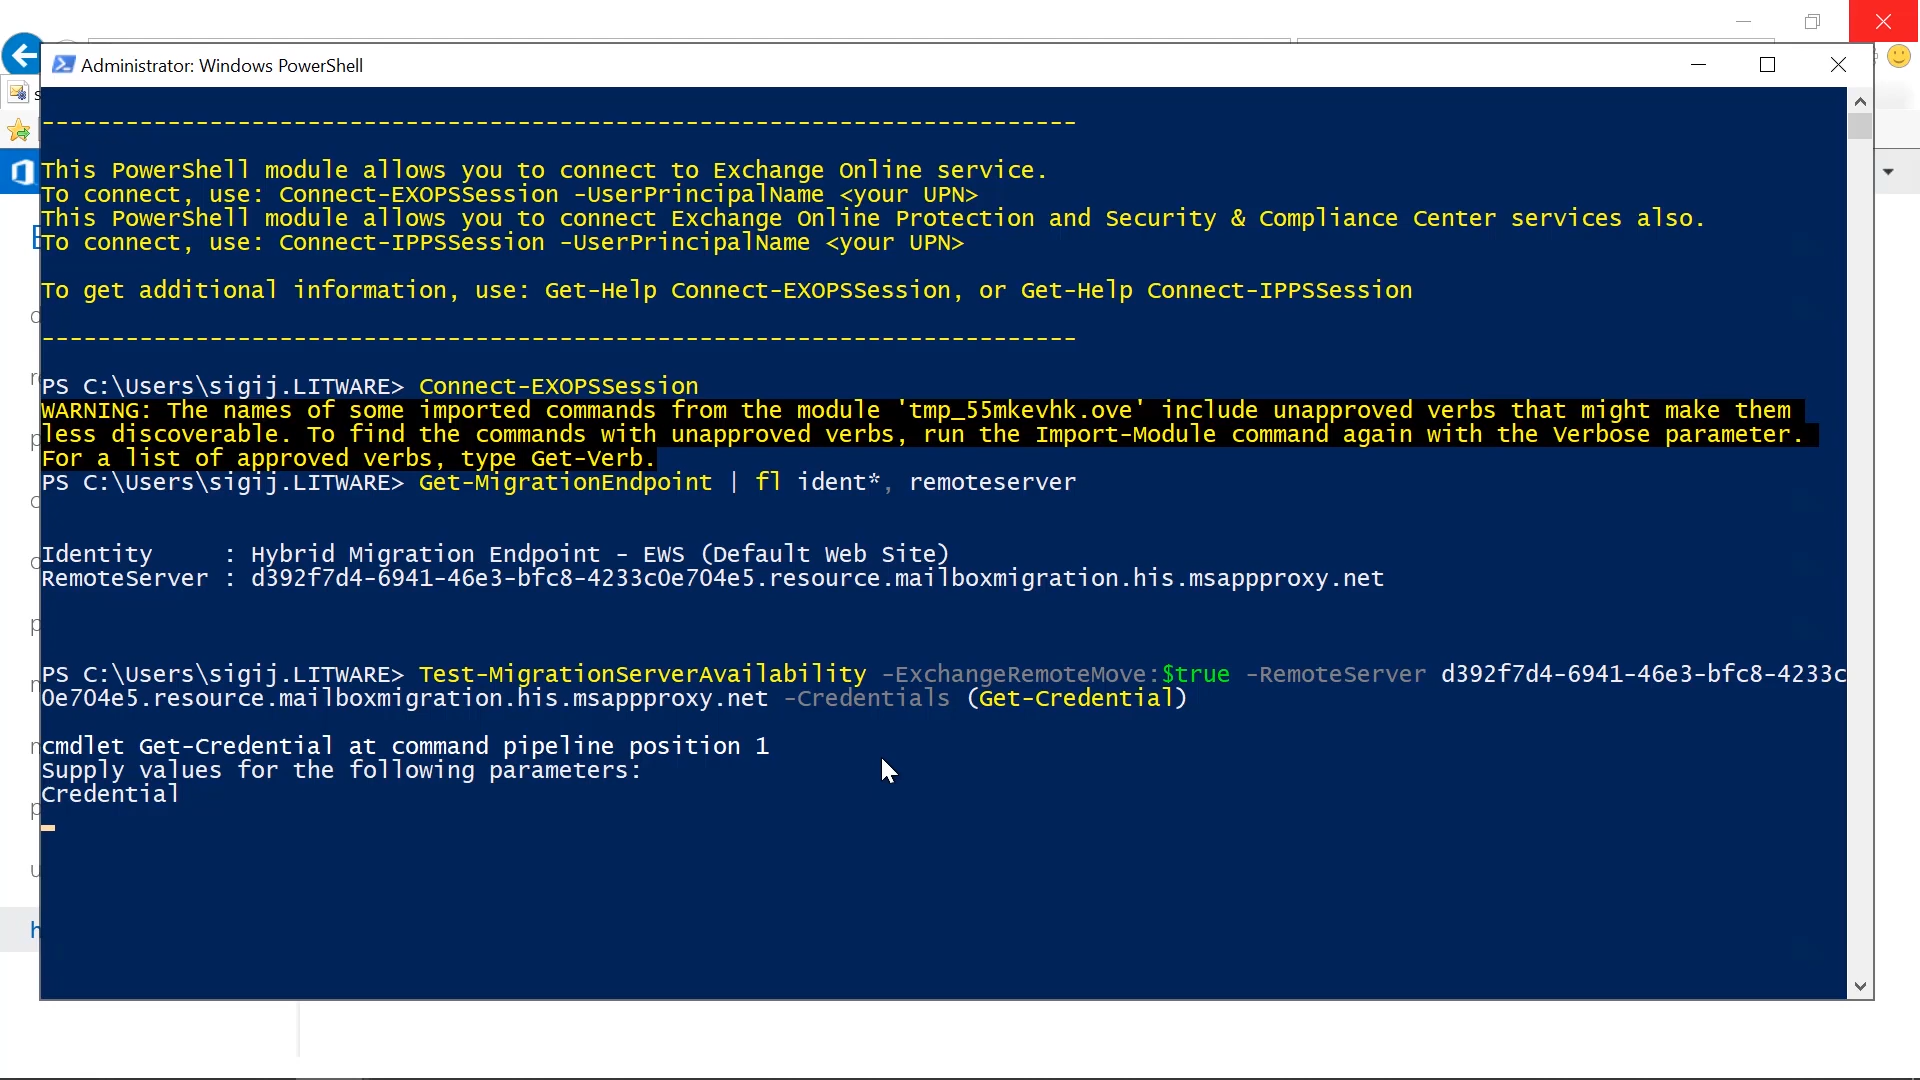 Administrator: Windows PowerShell
--------------------------------------------------------------------------
This PowerShell module allows you to connect to Exchange Online service.
To connect, use: Connect-EXOPSSession -UserPrincipalName <your UPN>
This PowerShell module allows you to connect Exchange Online Protection and Security & Compliance Center services also.
To connect, use: Connect-IPPSSession -UserPrincipalName <your UPN>
To get additional information, use: Get-Help Connect-EXOPSSession, or Get-Help Connect-IPPSSession
--------------------------------------------------------------------------
PS C:\Users\sigij.LITWARE> Connect-EXOPSSession
WARNING: The names of some imported commands from the module 'tmp_55mkevhk.ove' include unapproved verbs that might make them
less discoverable. To find the commands with unapproved verbs, run the Import-Module command again with the Verbose parameter.
For a list of approved verbs, type Get-Verb.
PS C:\Users\sigij.LITWARE> Get-MigrationEndpoint | fl ident*, remoteserver
Identity     : Hybrid Migration Endpoint - EWS (Default Web Site)
RemoteServer : d392f7d4-6941-46e3-bfc8-4233c0e704e5.resource.mailboxmigration.his.msappproxy.net
PS C:\Users\sigij.LITWARE> Test-MigrationServerAvailability -ExchangeRemoteMove:$true -RemoteServer d392f7d4-6941-46e3-bfc8-4233c
0e704e5.resource.mailboxmigration.his.msappproxy.net -Credentials (Get-Credential)
cmdlet Get-Credential at command pipeline position 1
Supply values for the following parameters:
Credential